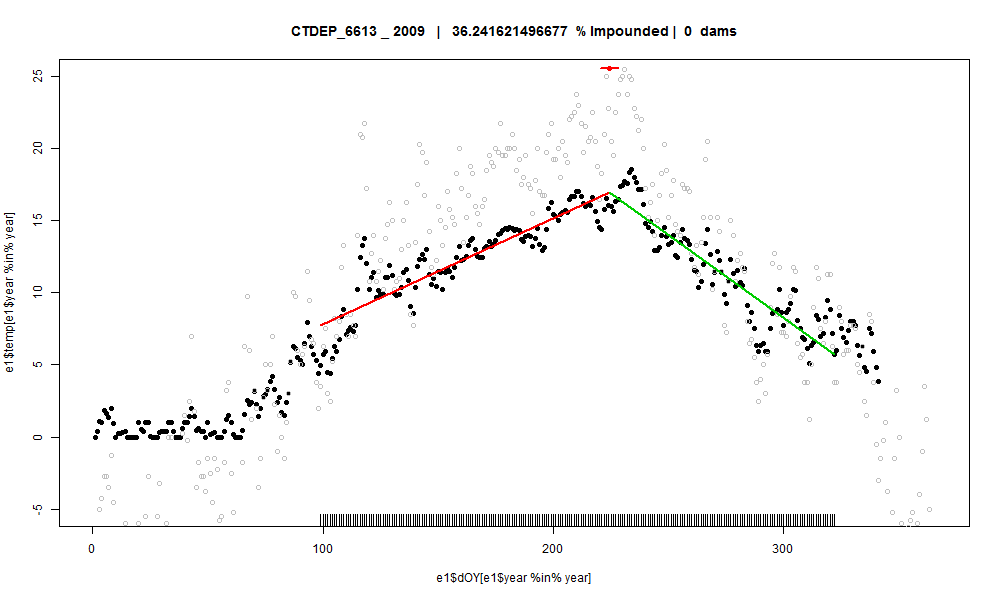 CTDEP_6613 _ 2009 | 36.241621496677 % Impounded | 0 dams
25
20
15
10
5
0
-5
e1$temp[e1$year %in% year]
0 100 200 300
e1$dOY[e1$year %in% year]